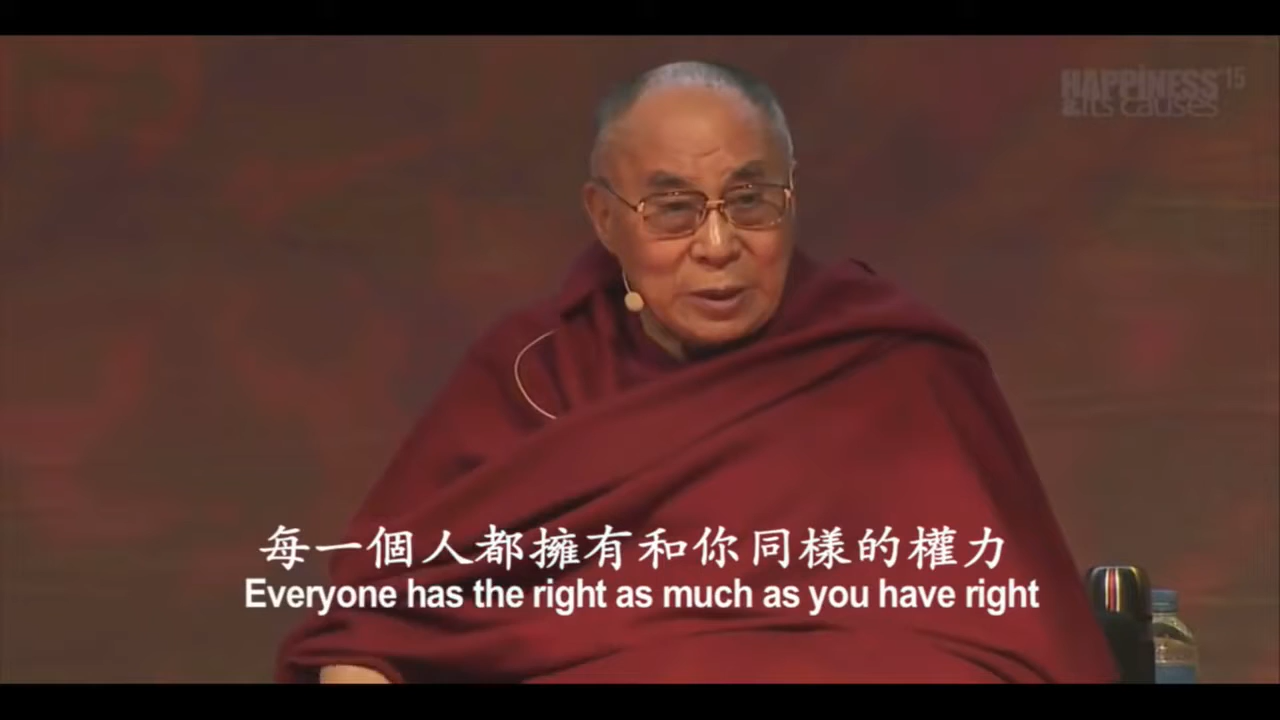 HAPPINESS '15
& ITS CAUSES
每一個人都擁有和你同樣的權力
Everyone has the right as much as you have right